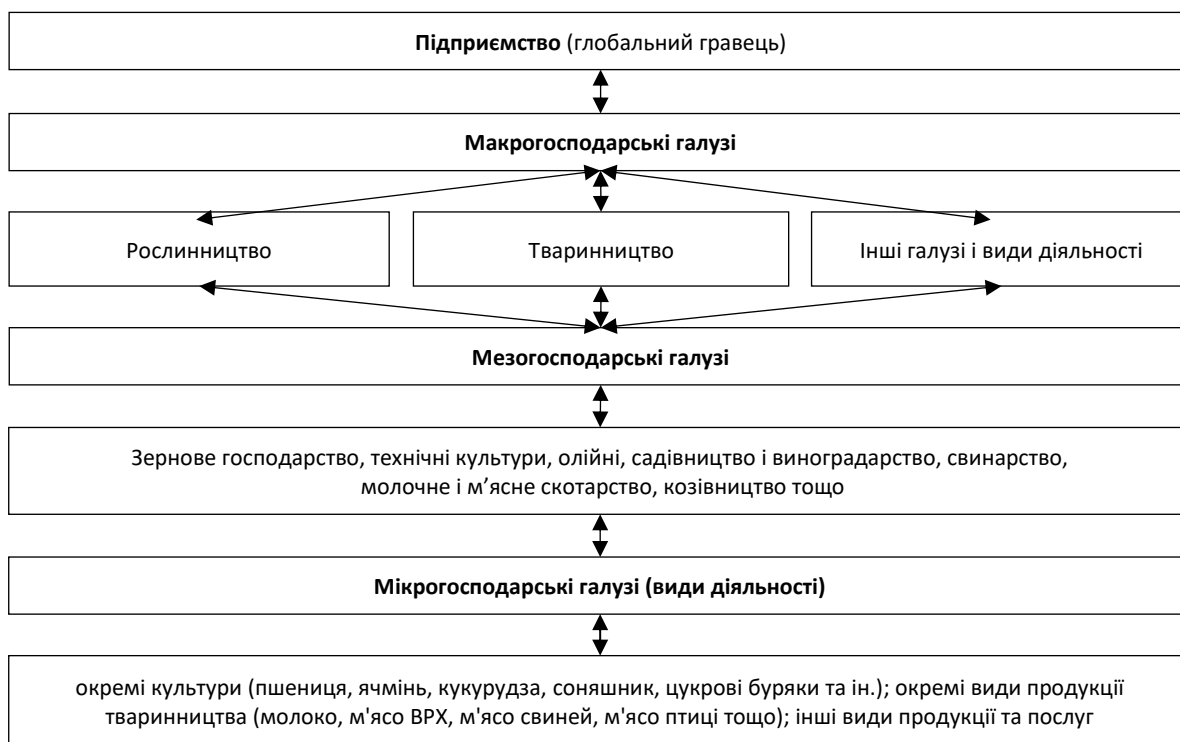 Підприємство (глобальний гравець)
Макрогосподарські галузі
Рослинництво
Тваринництво
Інші галузі і види діяльності
Мезогосподарські галузі
Зернове господарство, технічні культури, олійні, садівництво і виноградарство, свинарство,
молочне і м’ясне скотарство, козівництво тощо
Мікрогосподарські галузі (види діяльності)
окремі культури (пшениця, ячмінь, кукурудза, соняшник, цукрові буряки та ін.); окремі види продукції
тваринництва (молоко, м'ясо ВРХ, м'ясо свиней, м'ясо птиці тощо); інші види продукції та послуг